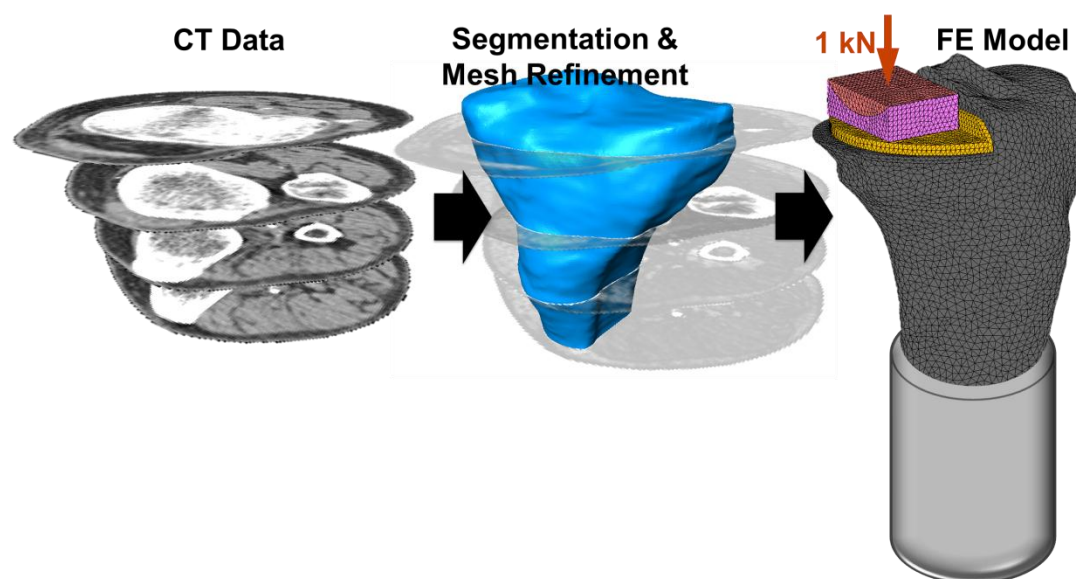 CT Data
Segmentation &
Mesh Refinement
1 kN
FE Model